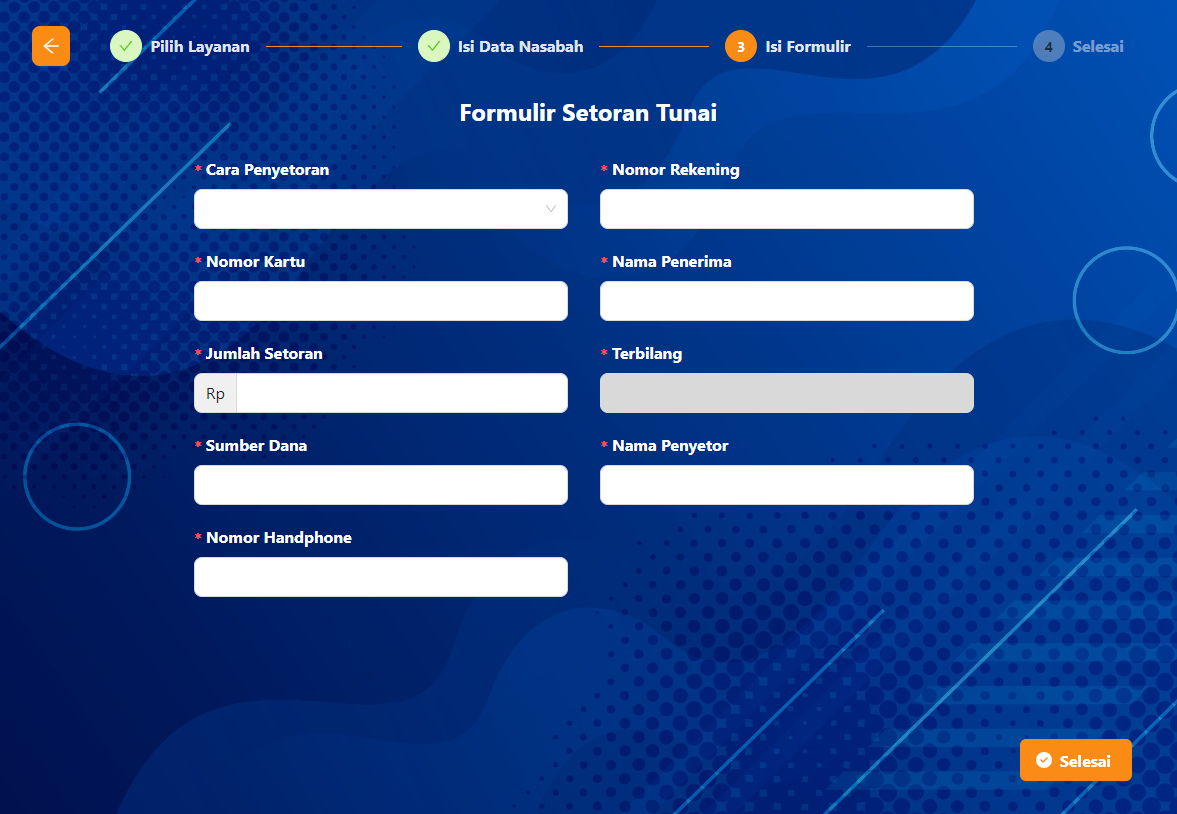 Pilih Layanan
Isi Data Nasabah
3 Isi Formulir
4 Selesai
Formulir Setoran Tunai
* Cara Penyetoran
* Nomor Rekening
* Nomor Kartu
* Nama Penerima
* Jumlah Setoran
* Terbilang
Rp
* Sumber Dana
* Nama Penyetor
* Nomor Handphone
Selesai